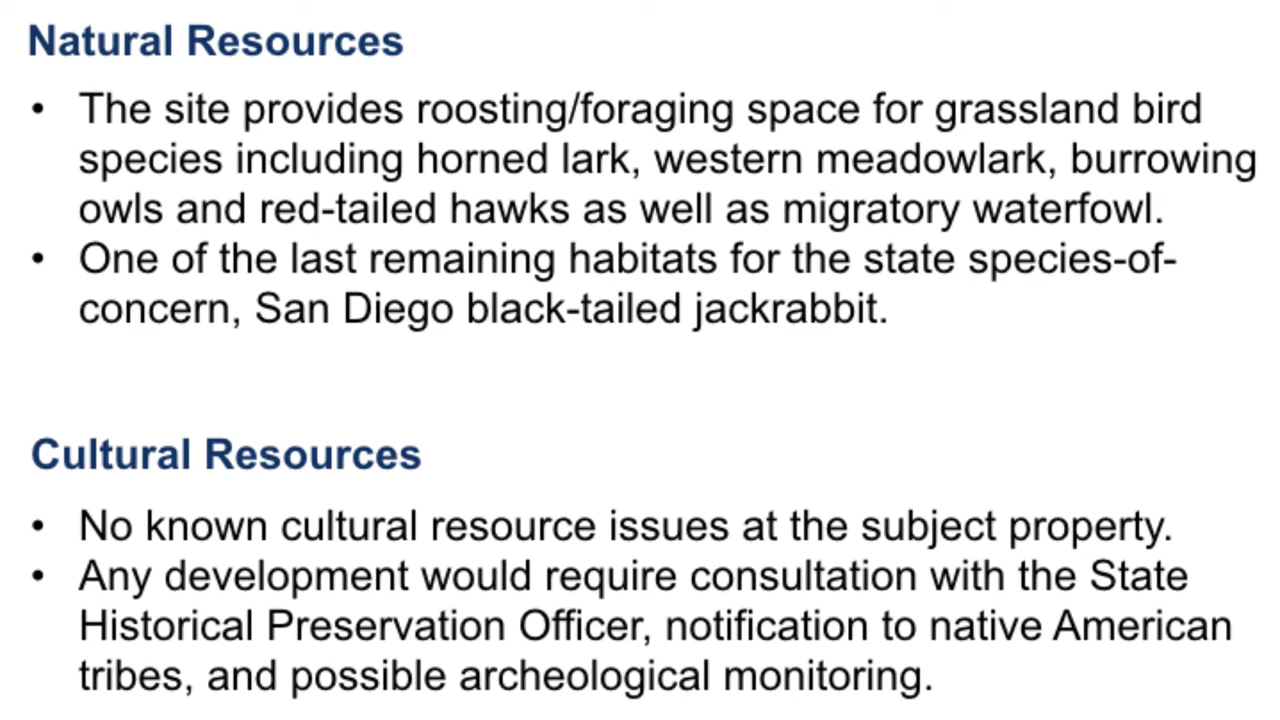 Natural Resources
• The site provides roosting/foraging space for grassland bird
species including horned lark, western meadowlark, burrowing
owls and red-tailed hawks as well as migratory waterfowl.
• One of the last remaining habitats for the state species-of-
concern, San Diego black-tailed jackrabbit.
Cultural Resources
• No known cultural resource issues at the subject property.
• Any development would require consultation with the State
Historical Preservation Officer, notification to native American
tribes, and possible archeological monitoring.